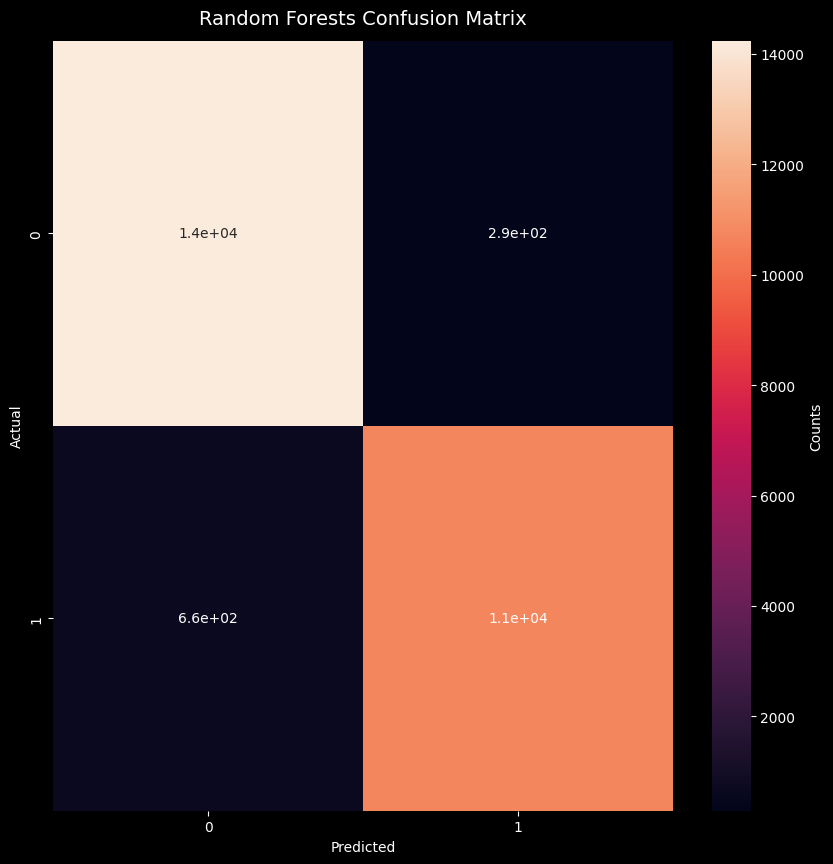 Random Forests Confusion Matrix
14000
12000
10000
8000
6000
4000
2000
Counts
Actual
0
1.4e+04
2.9e+02
1
6.6e+02
1.1e+04
0
1
Predicted